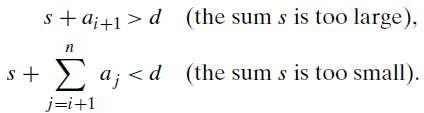 s + a_{i+1} > d (the sum s is too large),
s + \sum_{j=i+1}^{n} a_j < d (the sum s is too small).